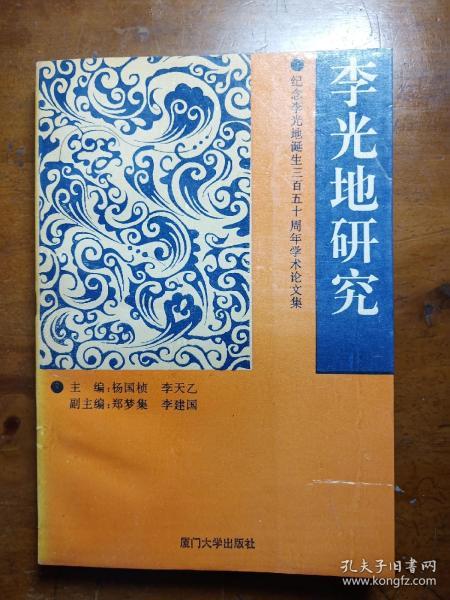 李光地研究
纪念李光地诞生三百五十周年学术论文集
主 编:杨国桢 李天乙
副主编:郑梦集 李建国
厦门大学出版社
孔夫子旧书网
www.kongfz.com